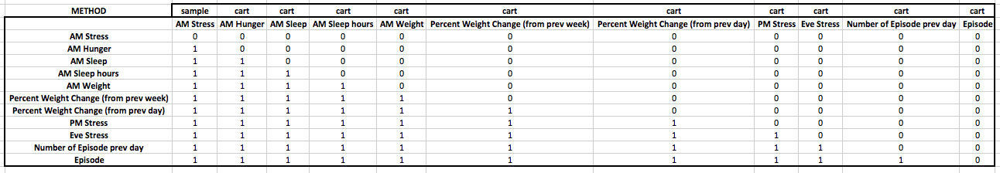 METHOD sample cart cart cart cart cart cart cart cart cart cart
AM Stress AM Hunger AM Sleep AM Sleep hours AM Weight Percent Weight Change (from prev week) Percent Weight Change (from prev day) PM Stress Eve Stress Number of Episode prev day Episode
AM Stress 0 0 0 0 0 0 0 0 0 0 0
AM Hunger 1 0 0 0 0 0 0 0 0 0 0
AM Sleep 1 1 0 0 0 0 0 0 0 0 0
AM Sleep hours 1 1 1 0 0 0 0 0 0 0 0
AM Weight 1 1 1 1 0 0 0 0 0 0 0
Percent Weight Change (from prev week) 1 1 1 1 1 0 0 0 0 0 0
Percent Weight Change (from prev day) 1 1 1 1 1 1 0 0 0 0 0
PM Stress 1 1 1 1 1 1 1 0 0 0 0
Eve Stress 1 1 1 1 1 1 1 1 0 0 0
Number of Episode prev day 1 1 1 1 1 1 1 1 1 0 0
Episode 1 1 1 1 1 1 1 1 1 1 0